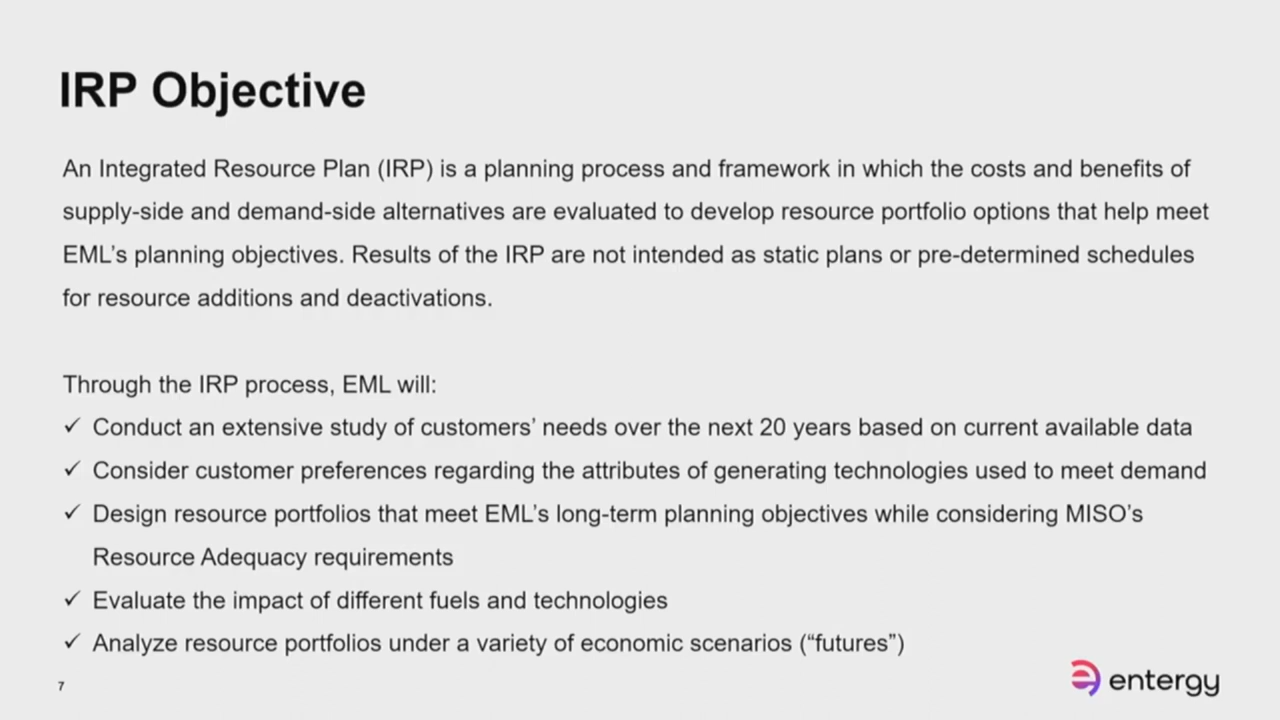 IRP Objective
An Integrated Resource Plan (IRP) is a planning process and framework in which the costs and benefits of
supply-side and demand-side alternatives are evaluated to develop resource portfolio options that help meet
EML’s planning objectives. Results of the IRP are not intended as static plans or pre-determined schedules
for resource additions and deactivations.
Through the IRP process, EML will:
✓ Conduct an extensive study of customers’ needs over the next 20 years based on current available data
✓ Consider customer preferences regarding the attributes of generating technologies used to meet demand
✓ Design resource portfolios that meet EML’s long-term planning objectives while considering MISO’s
Resource Adequacy requirements
✓ Evaluate the impact of different fuels and technologies
✓ Analyze resource portfolios under a variety of economic scenarios (“futures”)
7
entergy